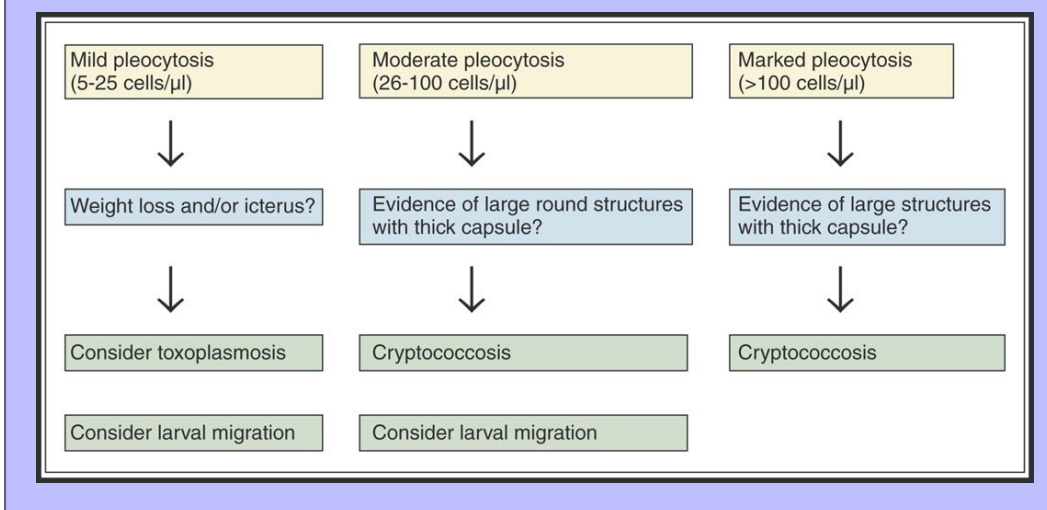 Mild pleocytosis
(5-25 cells/µl)
Moderate pleocytosis
(26-100 cells/µl)
Marked pleocytosis
(>100 cells/µl)
Weight loss and/or icterus?
Evidence of large round structures
with thick capsule?
Evidence of large structures
with thick capsule?
Consider toxoplasmosis
Cryptococcosis
Cryptococcosis
Consider larval migration
Consider larval migration